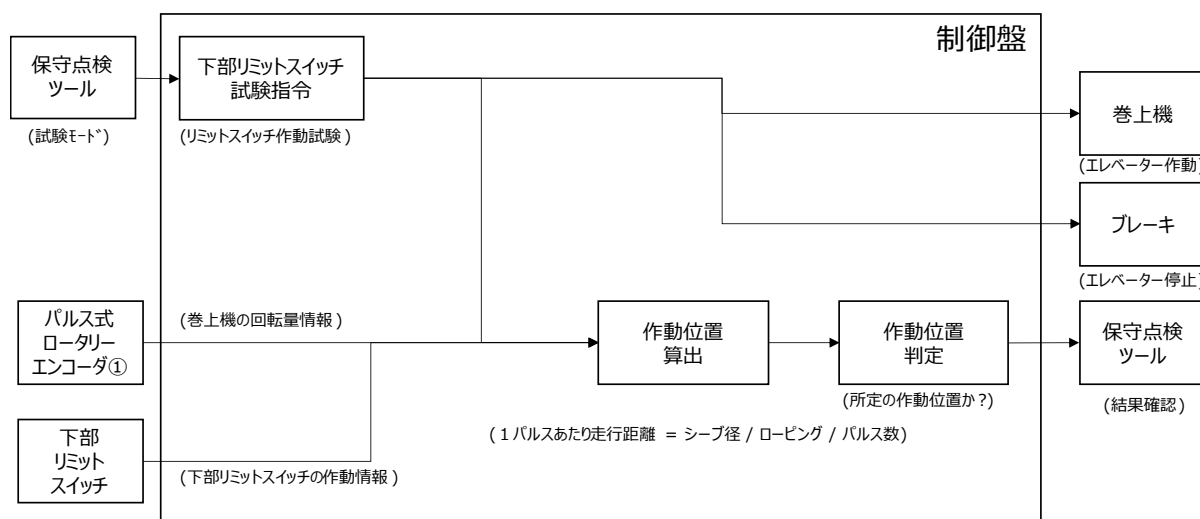 制御盤
保守点検
ツール
(試験ﾓｰﾄﾞ)
下部リミットスイッチ
試験指令
(リミットスイッチ作動試験)
巻上機
(エレベーター作動)
ブレーキ
(エレベーター停止)
パルス式
ロータリー
エンコーダ①
(巻上機の回転量情報)
作動位置
算出
作動位置
判定
(所定の作動位置か?)
保守点検
ツール
(結果確認)
(1パルスあたり走行距離 = シーブ径 / ローピング / パルス数)
下部
リミット
スイッチ
(下部リミットスイッチの作動情報)